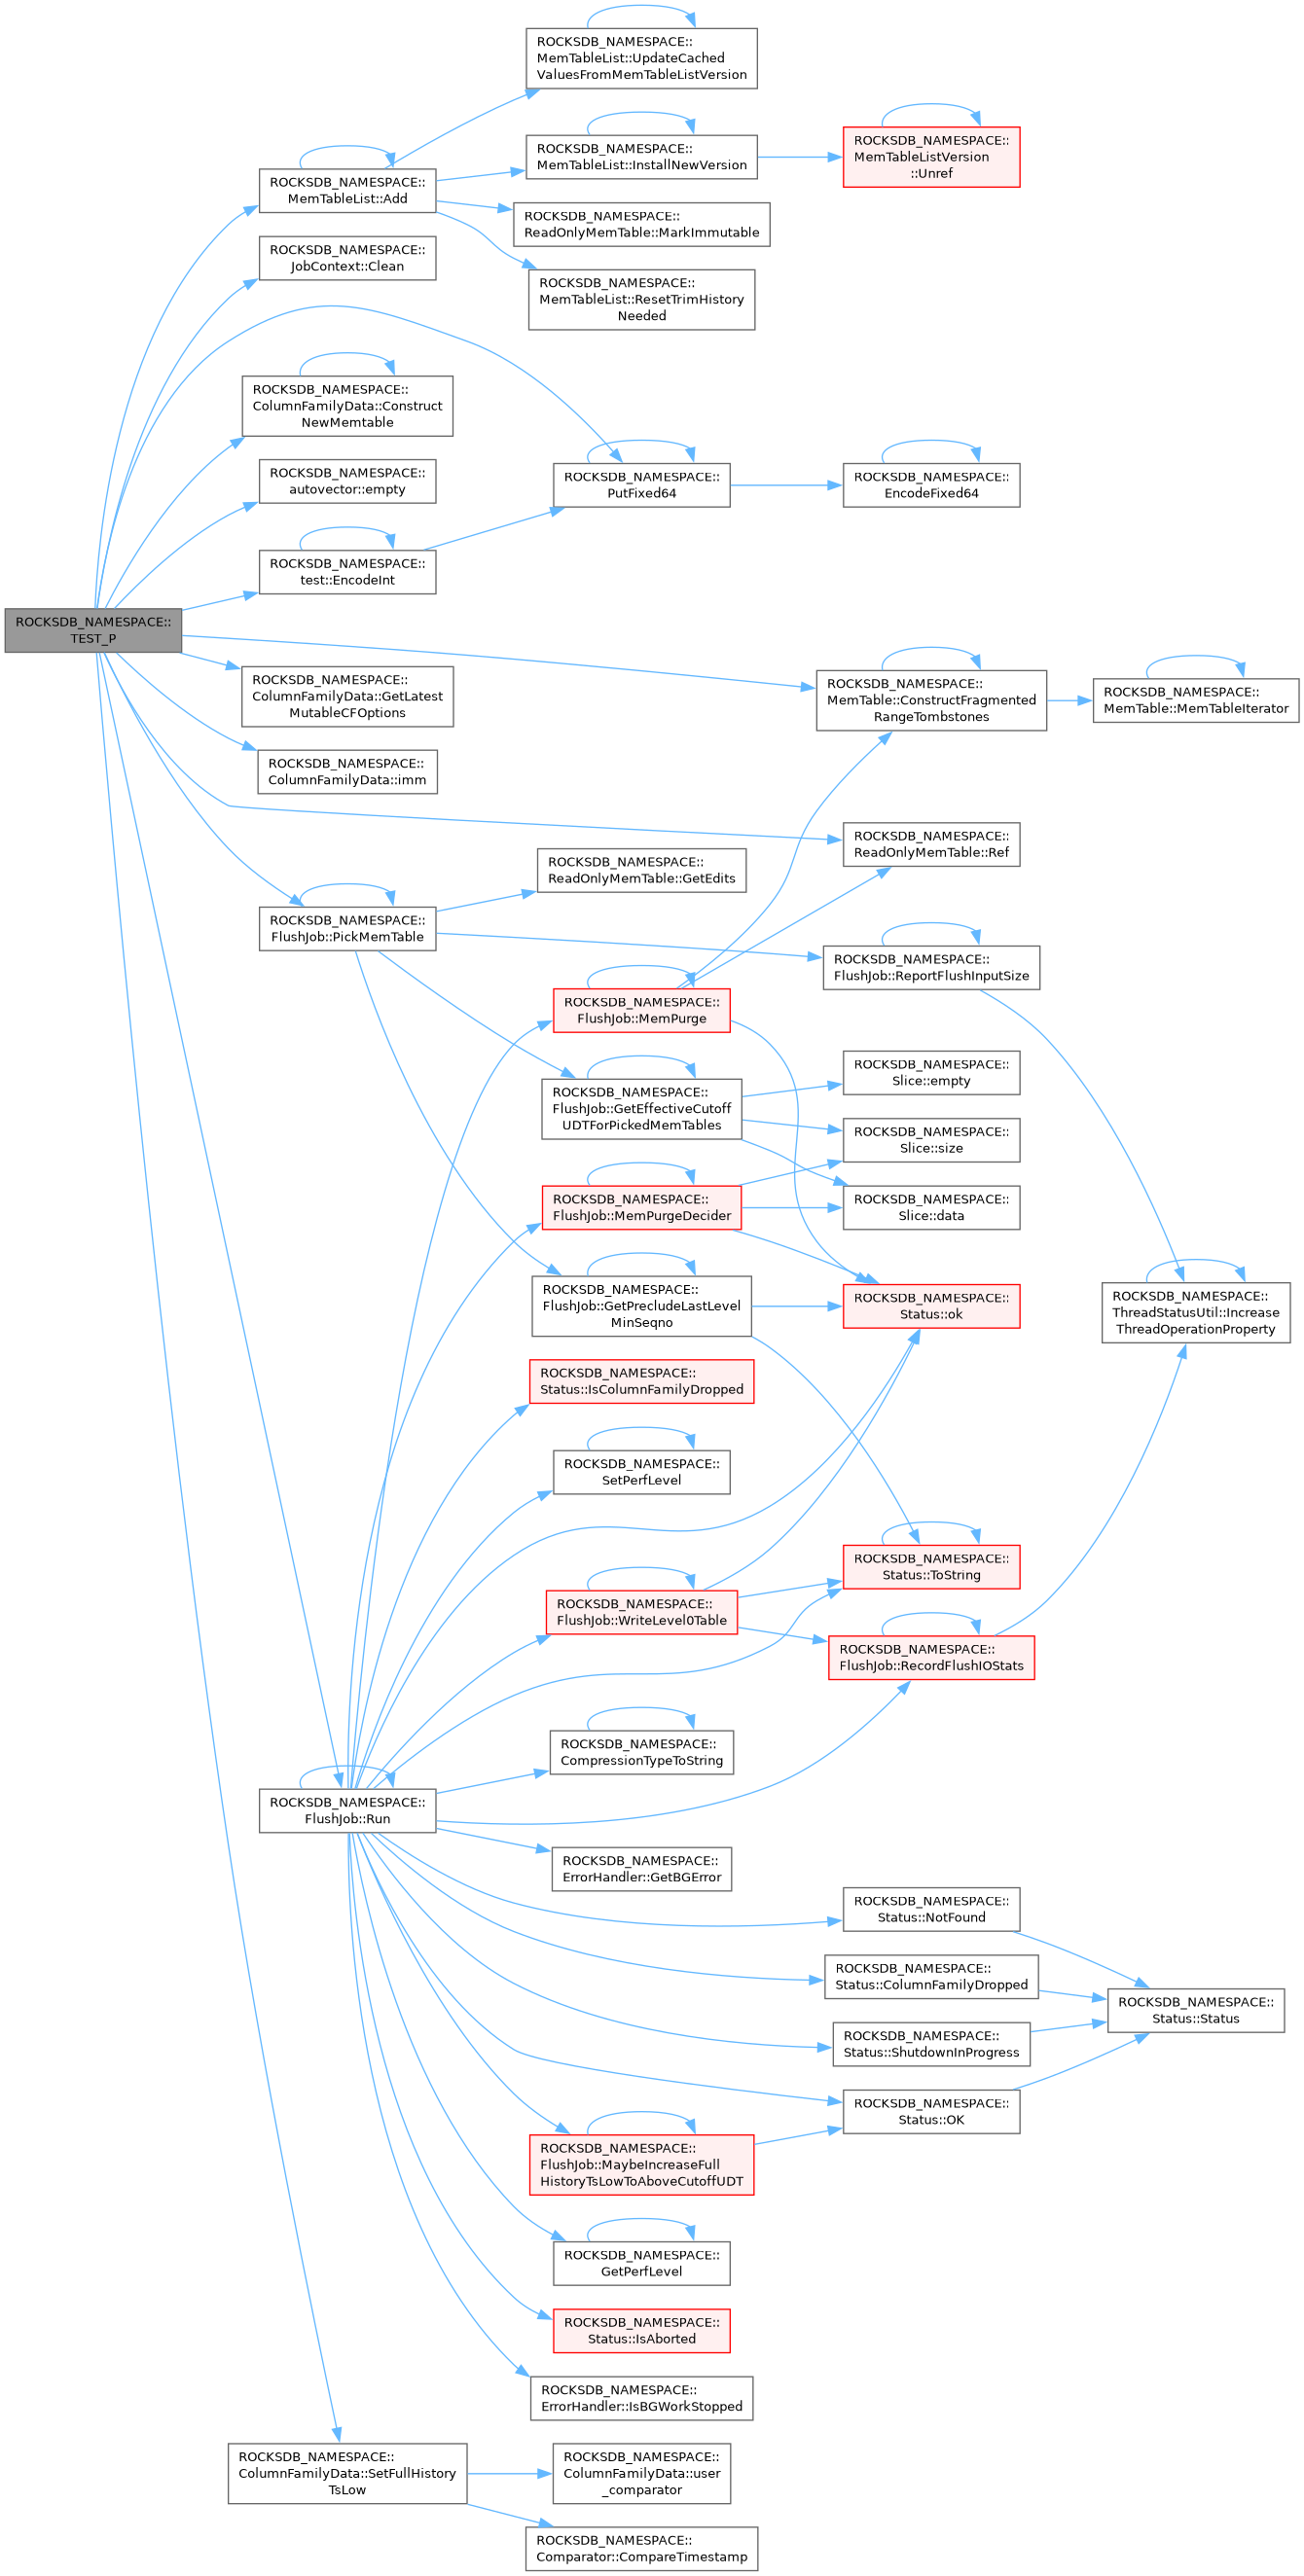 ROCKSDB_NAMESPACE::
MemTableList::UpdateCached
ValuesFromMemTableListVersion
ROCKSDB_NAMESPACE::
MemTableList::InstallNewVersion
ROCKSDB_NAMESPACE::
MemTableListVersion
::Unref
ROCKSDB_NAMESPACE::
MemTableList::Add
ROCKSDB_NAMESPACE::
ReadOnlyMemTable::MarkImmutable
ROCKSDB_NAMESPACE::
JobContext::Clean
ROCKSDB_NAMESPACE::
MemTableList::ResetTrimHistory
Needed
ROCKSDB_NAMESPACE::
ColumnFamilyData::Construct
NewMemtable
ROCKSDB_NAMESPACE::
autovector::empty
ROCKSDB_NAMESPACE::
PutFixed64
ROCKSDB_NAMESPACE::
EncodeFixed64
ROCKSDB_NAMESPACE::
test::EncodeInt
ROCKSDB_NAMESPACE::
TEST_P
ROCKSDB_NAMESPACE::
ColumnFamilyData::GetLatest
MutableCFOptions
ROCKSDB_NAMESPACE::
MemTable::ConstructFragmented
RangeTombstones
ROCKSDB_NAMESPACE::
MemTable::MemTableIterator
ROCKSDB_NAMESPACE::
ColumnFamilyData::imm
ROCKSDB_NAMESPACE::
ReadOnlyMemTable::Ref
ROCKSDB_NAMESPACE::
ReadOnlyMemTable::GetEdits
ROCKSDB_NAMESPACE::
FlushJob::PickMemTable
ROCKSDB_NAMESPACE::
FlushJob::ReportFlushInputSize
ROCKSDB_NAMESPACE::
FlushJob::MemPurge
ROCKSDB_NAMESPACE::
Slice::empty
ROCKSDB_NAMESPACE::
FlushJob::GetEffectiveCutoff
UDTForPickedMemTables
ROCKSDB_NAMESPACE::
Slice::size
ROCKSDB_NAMESPACE::
FlushJob::MemPurgeDecider
ROCKSDB_NAMESPACE::
Slice::data
ROCKSDB_NAMESPACE::
FlushJob::GetPrecludeLastLevel
MinSeqno
ROCKSDB_NAMESPACE::
Status::ok
ROCKSDB_NAMESPACE::
ThreadStatusUtil::Increase
ThreadOperationProperty
ROCKSDB_NAMESPACE::
Status::IsColumnFamilyDropped
ROCKSDB_NAMESPACE::
SetPerfLevel
ROCKSDB_NAMESPACE::
Status::ToString
ROCKSDB_NAMESPACE::
FlushJob::WriteLevel0Table
ROCKSDB_NAMESPACE::
FlushJob::RecordFlushIOStats
ROCKSDB_NAMESPACE::
CompressionTypeToString
ROCKSDB_NAMESPACE::
FlushJob::Run
ROCKSDB_NAMESPACE::
ErrorHandler::GetBGError
ROCKSDB_NAMESPACE::
Status::NotFound
ROCKSDB_NAMESPACE::
Status::ColumnFamilyDropped
ROCKSDB_NAMESPACE::
Status::Status
ROCKSDB_NAMESPACE::
Status::ShutdownInProgress
ROCKSDB_NAMESPACE::
Status::OK
ROCKSDB_NAMESPACE::
FlushJob::MaybeIncreaseFull
HistoryTsLowToAboveCutoffUDT
ROCKSDB_NAMESPACE::
GetPerfLevel
ROCKSDB_NAMESPACE::
Status::IsAborted
ROCKSDB_NAMESPACE::
ErrorHandler::IsBGWorkStopped
ROCKSDB_NAMESPACE::
ColumnFamilyData::SetFullHistory
TsLow
ROCKSDB_NAMESPACE::
ColumnFamilyData::user
_comparator
ROCKSDB_NAMESPACE::
Comparator::CompareTimestamp